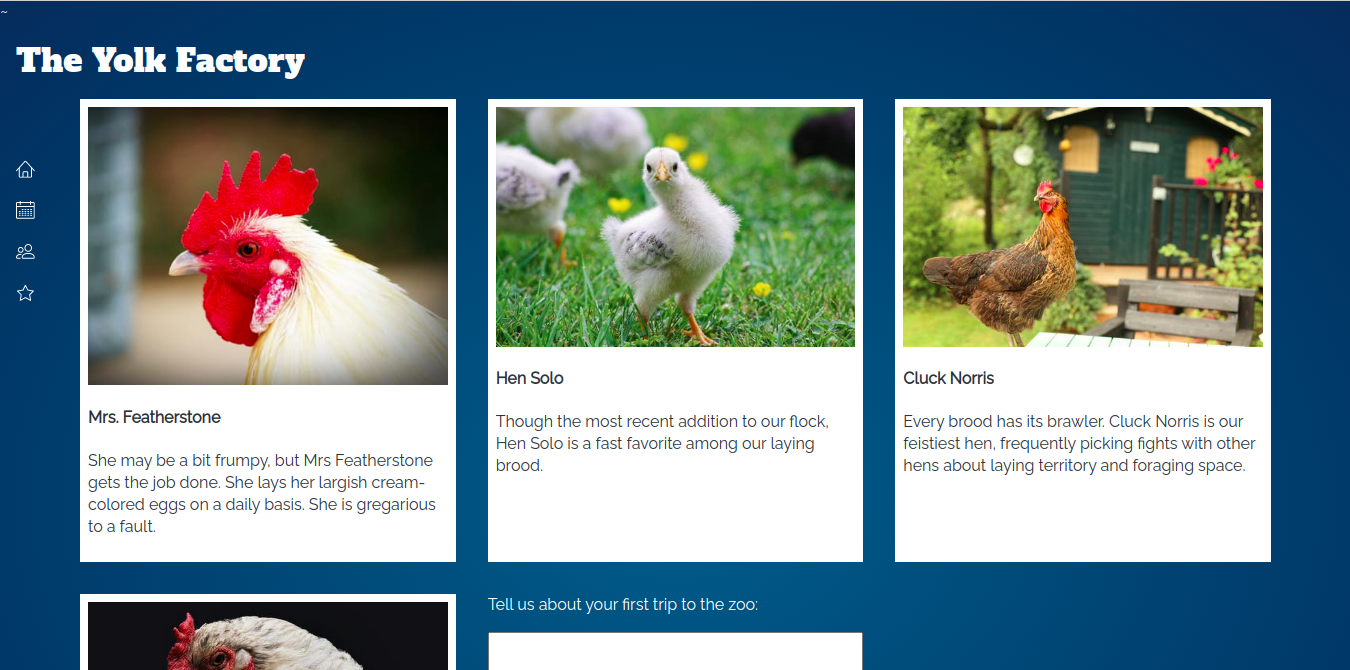 ~
The Yolk Factory
Mrs. Featherstone
She may be a bit frumpy, but Mrs Featherstone
gets the job done. She lays her largish cream-
colored eggs on a daily basis. She is gregarious
to a fault.
Hen Solo
Though the most recent addition to our flock,
Hen Solo is a fast favorite among our laying
brood.
Cluck Norris
Every brood has its brawler. Cluck Norris is our
feistiest hen, frequently picking fights with other
hens about laying territory and foraging space.
Tell us about your first trip to the zoo: